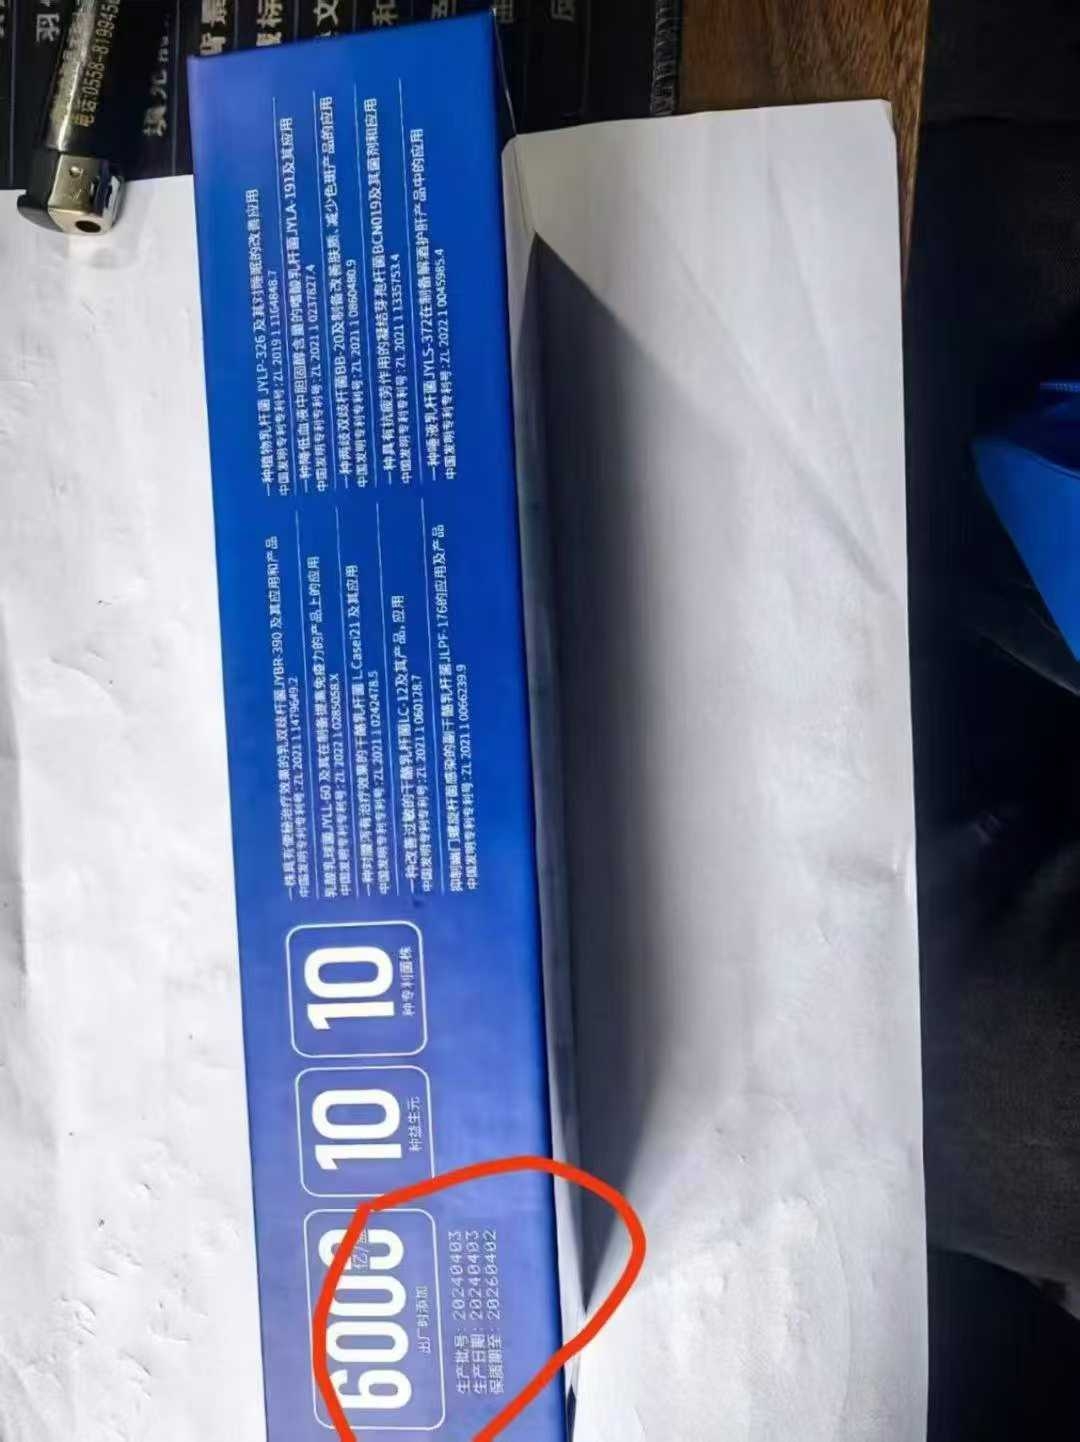 一种植物乳杆菌 JYLP-326 及其对睡眠的改善应用
中国发明专利专利号: ZL 2019 1 1164848.7
一种降低血液中胆固醇含量的嗜酸乳杆菌JYLA-191及其应用
中国发明专利专利号: ZL 2021 1 0237827.4
一种两歧双歧杆菌BB-20及制备改善肤质、减少色斑产品的应用
中国发明专利专利号: ZL 2021 1 0860480.9
一种具有抗疲劳作用的凝结芽孢杆菌BCN019及其菌剂和应用
中国发明专利专利号: ZL 2021 1 1335753.4
一种唾液乳杆菌JYLS-372在制备解酒护肝产品中的应用
中国发明专利专利号: ZL 2022 1 0045985.4
一株具有便秘治疗效果的乳双歧杆菌JYBR-390 及其应用和产品
中国发明专利专利号: ZL 2021 1 1479649.2
乳酸乳球菌JYLL-60 及其在制备提高免疫力的产品上的应用
中国发明专利专利号: ZL 2022 1 0285058.X
一种对腹泻有治疗效果的干酪乳杆菌 LCasei21 及其应用
中国发明专利专利号: ZL 2021 1 0242478.5
一种改善过敏的干酪乳杆菌LC-12及其产品,应用
中国发明专利专利号: ZL 2021 1 060128.7
抑制幽门螺旋杆菌感染的副干酪乳杆菌JLPF-176的应用及产品
中国发明专利专利号: ZL 2021 1 0066239.9
6000亿/盒
出厂时添加
10
种益生元
10
种专利菌株
生产批号: 20240403
生产日期: 20240403
保质期至: 20260402
电话:0558-819945